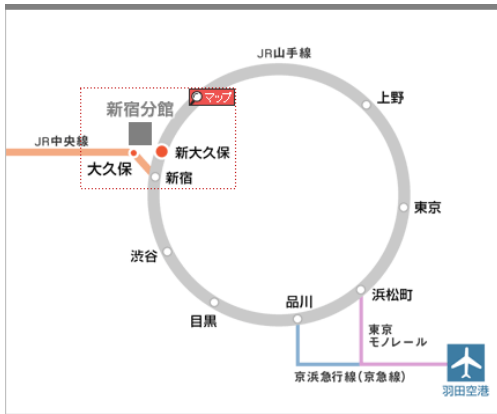 JR山手線
上野
マップ
新宿分館
JR中央線
新大久保
大久保
新宿
東京
渋谷
浜松町
品川
目黒
東京
モノレール
京浜急行線(京急線)
羽田空港